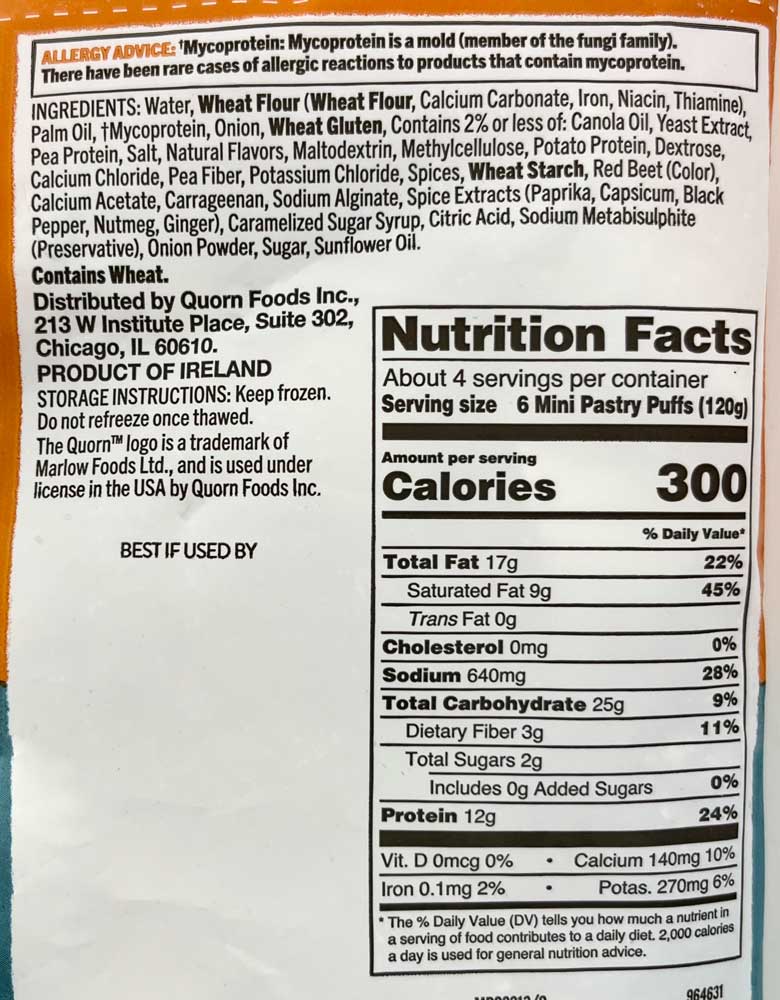 ALLERGY ADVICE: †Mycoprotein: Mycoprotein is a mold (member of the fungi family).
There have been rare cases of allergic reactions to products that contain mycoprotein.
INGREDIENTS: Water, Wheat Flour (Wheat Flour, Calcium Carbonate, Iron, Niacin, Thiamine),
Palm Oil, †Mycoprotein, Onion, Wheat Gluten, Contains 2% or less of: Canola Oil, Yeast Extract,
Pea Protein, Salt, Natural Flavors, Maltodextrin, Methylcellulose, Potato Protein, Dextrose,
Calcium Chloride, Pea Fiber, Potassium Chloride, Spices, Wheat Starch, Red Beet (Color),
Calcium Acetate, Carrageenan, Sodium Alginate, Spice Extracts (Paprika, Capsicum, Black
Pepper, Nutmeg, Ginger), Caramelized Sugar Syrup, Citric Acid, Sodium Metabisulphite
(Preservative), Onion Powder, Sugar, Sunflower Oil.
Contains Wheat.
Distributed by Quorn Foods Inc.,
213 W Institute Place, Suite 302,
Chicago, IL 60610.
PRODUCT OF IRELAND
STORAGE INSTRUCTIONS: Keep frozen.
Do not refreeze once thawed.
The Quorn™ logo is a trademark of
Marlow Foods Ltd., and is used under
license in the USA by Quorn Foods Inc.
BEST IF USED BY
Nutrition Facts
About 4 servings per container
Serving size 6 Mini Pastry Puffs (120g)
Amount per serving
Calories 300
% Daily Value*
Total Fat 17g 22%
Saturated Fat 9g 45%
Trans Fat 0g
Cholesterol 0mg 0%
Sodium 640mg 28%
Total Carbohydrate 25g 9%
Dietary Fiber 3g 11%
Total Sugars 2g
Includes 0g Added Sugars 0%
Protein 12g 24%
Vit. D 0mcg 0% • Calcium 140mg 10%
Iron 0.1mg 2% • Potas. 270mg 6%
* The % Daily Value (DV) tells you how much a nutrient in
a serving of food contributes to a daily diet. 2,000 calories
a day is used for general nutrition advice.
964631